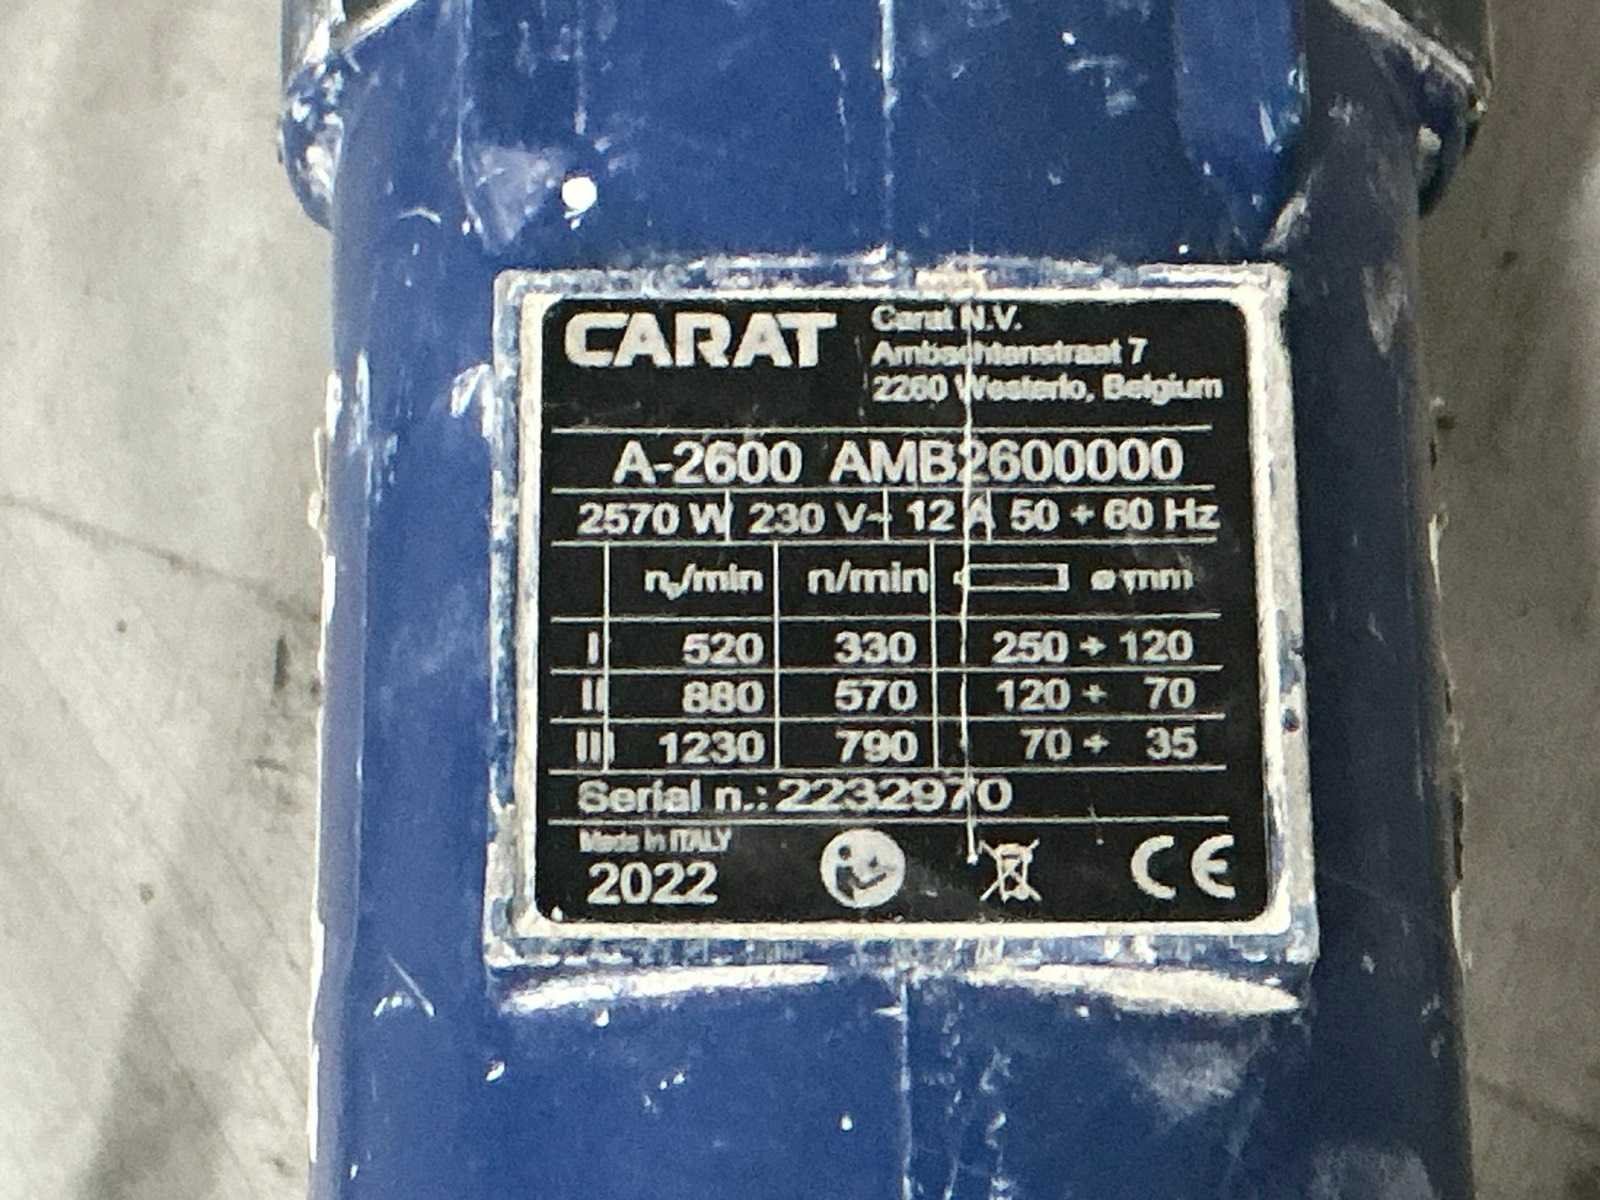 CARAT
Carat N.V.
Ambachtenstraat 7
2260 Westerlo, Belgium
A-2600 AMB2600000
2570 W 230 V~ 12 A 50 ÷ 60 Hz
n₀/min n/min ø mm
I 520 330 250 ÷ 120
II 880 570 120 ÷ 70
III 1230 790 70 ÷ 35
Serial n.: 2232970
Made in ITALY
2022
CE